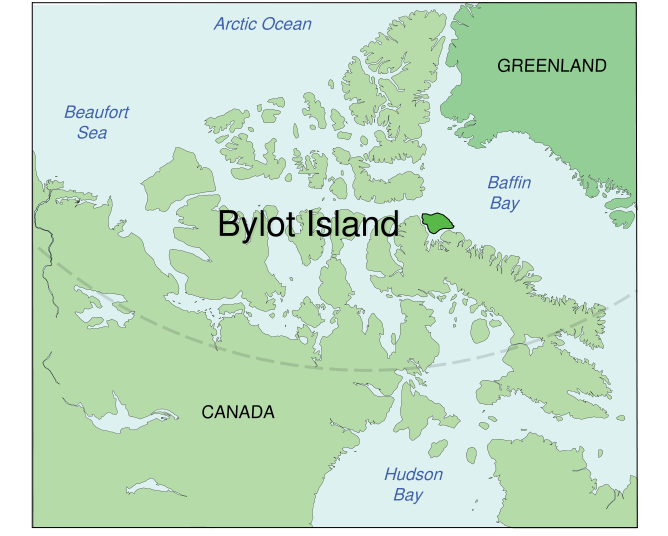 Arctic Ocean
GREENLAND
Beaufort
Sea
Baffin
Bay
Bylot Island
CANADA
Hudson
Bay